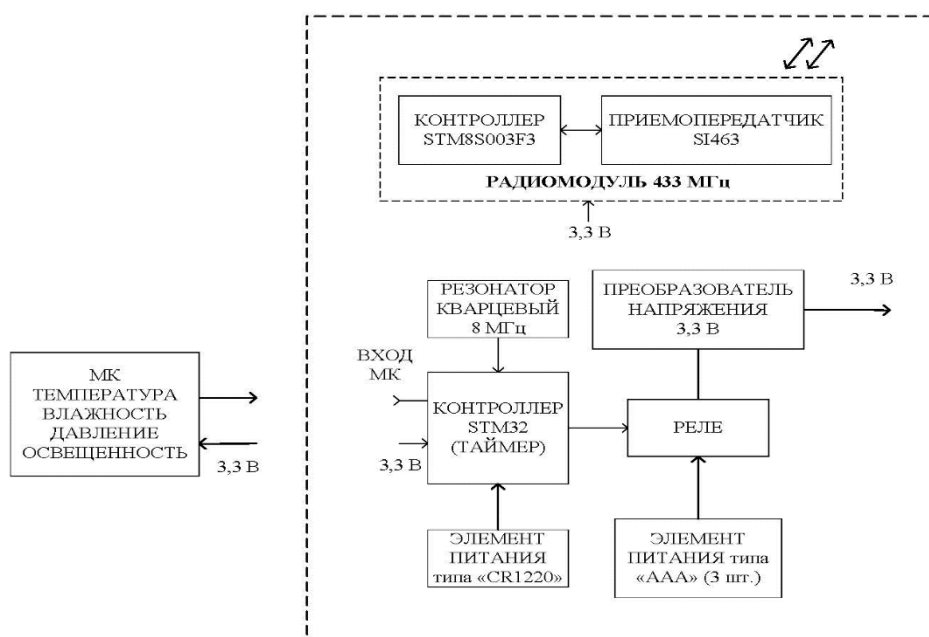 КОНТРОЛЛЕР
STM8S003F3
ПРИЕМОПЕРЕДАТЧИК
SI463
РАДИОМОДУЛЬ 433 МГц
3,3 В
РЕЗОНАТОР
КВАРЦЕВЫЙ
8 МГц
ПРЕОБРАЗОВАТЕЛЬ
НАПРЯЖЕНИЯ
3,3 В
3,3 В
МК
ТЕМПЕРАТУРА
ВЛАЖНОСТЬ
ДАВЛЕНИЕ
ОСВЕЩЕННОСТЬ
3,3 В
ВХОД
МК
3,3 В
КОНТРОЛЛЕР
STM32
(ТАЙМЕР)
РЕЛЕ
ЭЛЕМЕНТ
ПИТАНИЯ
типа «CR1220»
ЭЛЕМЕНТ
ПИТАНИЯ типа
«ААА» (3 шт.)